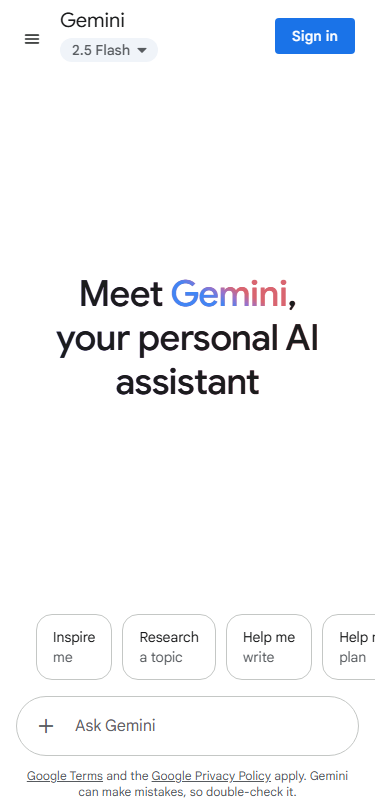 Gemini
2.5 Flash
Sign in
Meet Gemini,
your personal AI
assistant
Inspire
me
Research
a topic
Help me
write
Help
plan
Ask Gemini
Google Terms and the Google Privacy Policy apply. Gemini
can make mistakes, so double-check it.